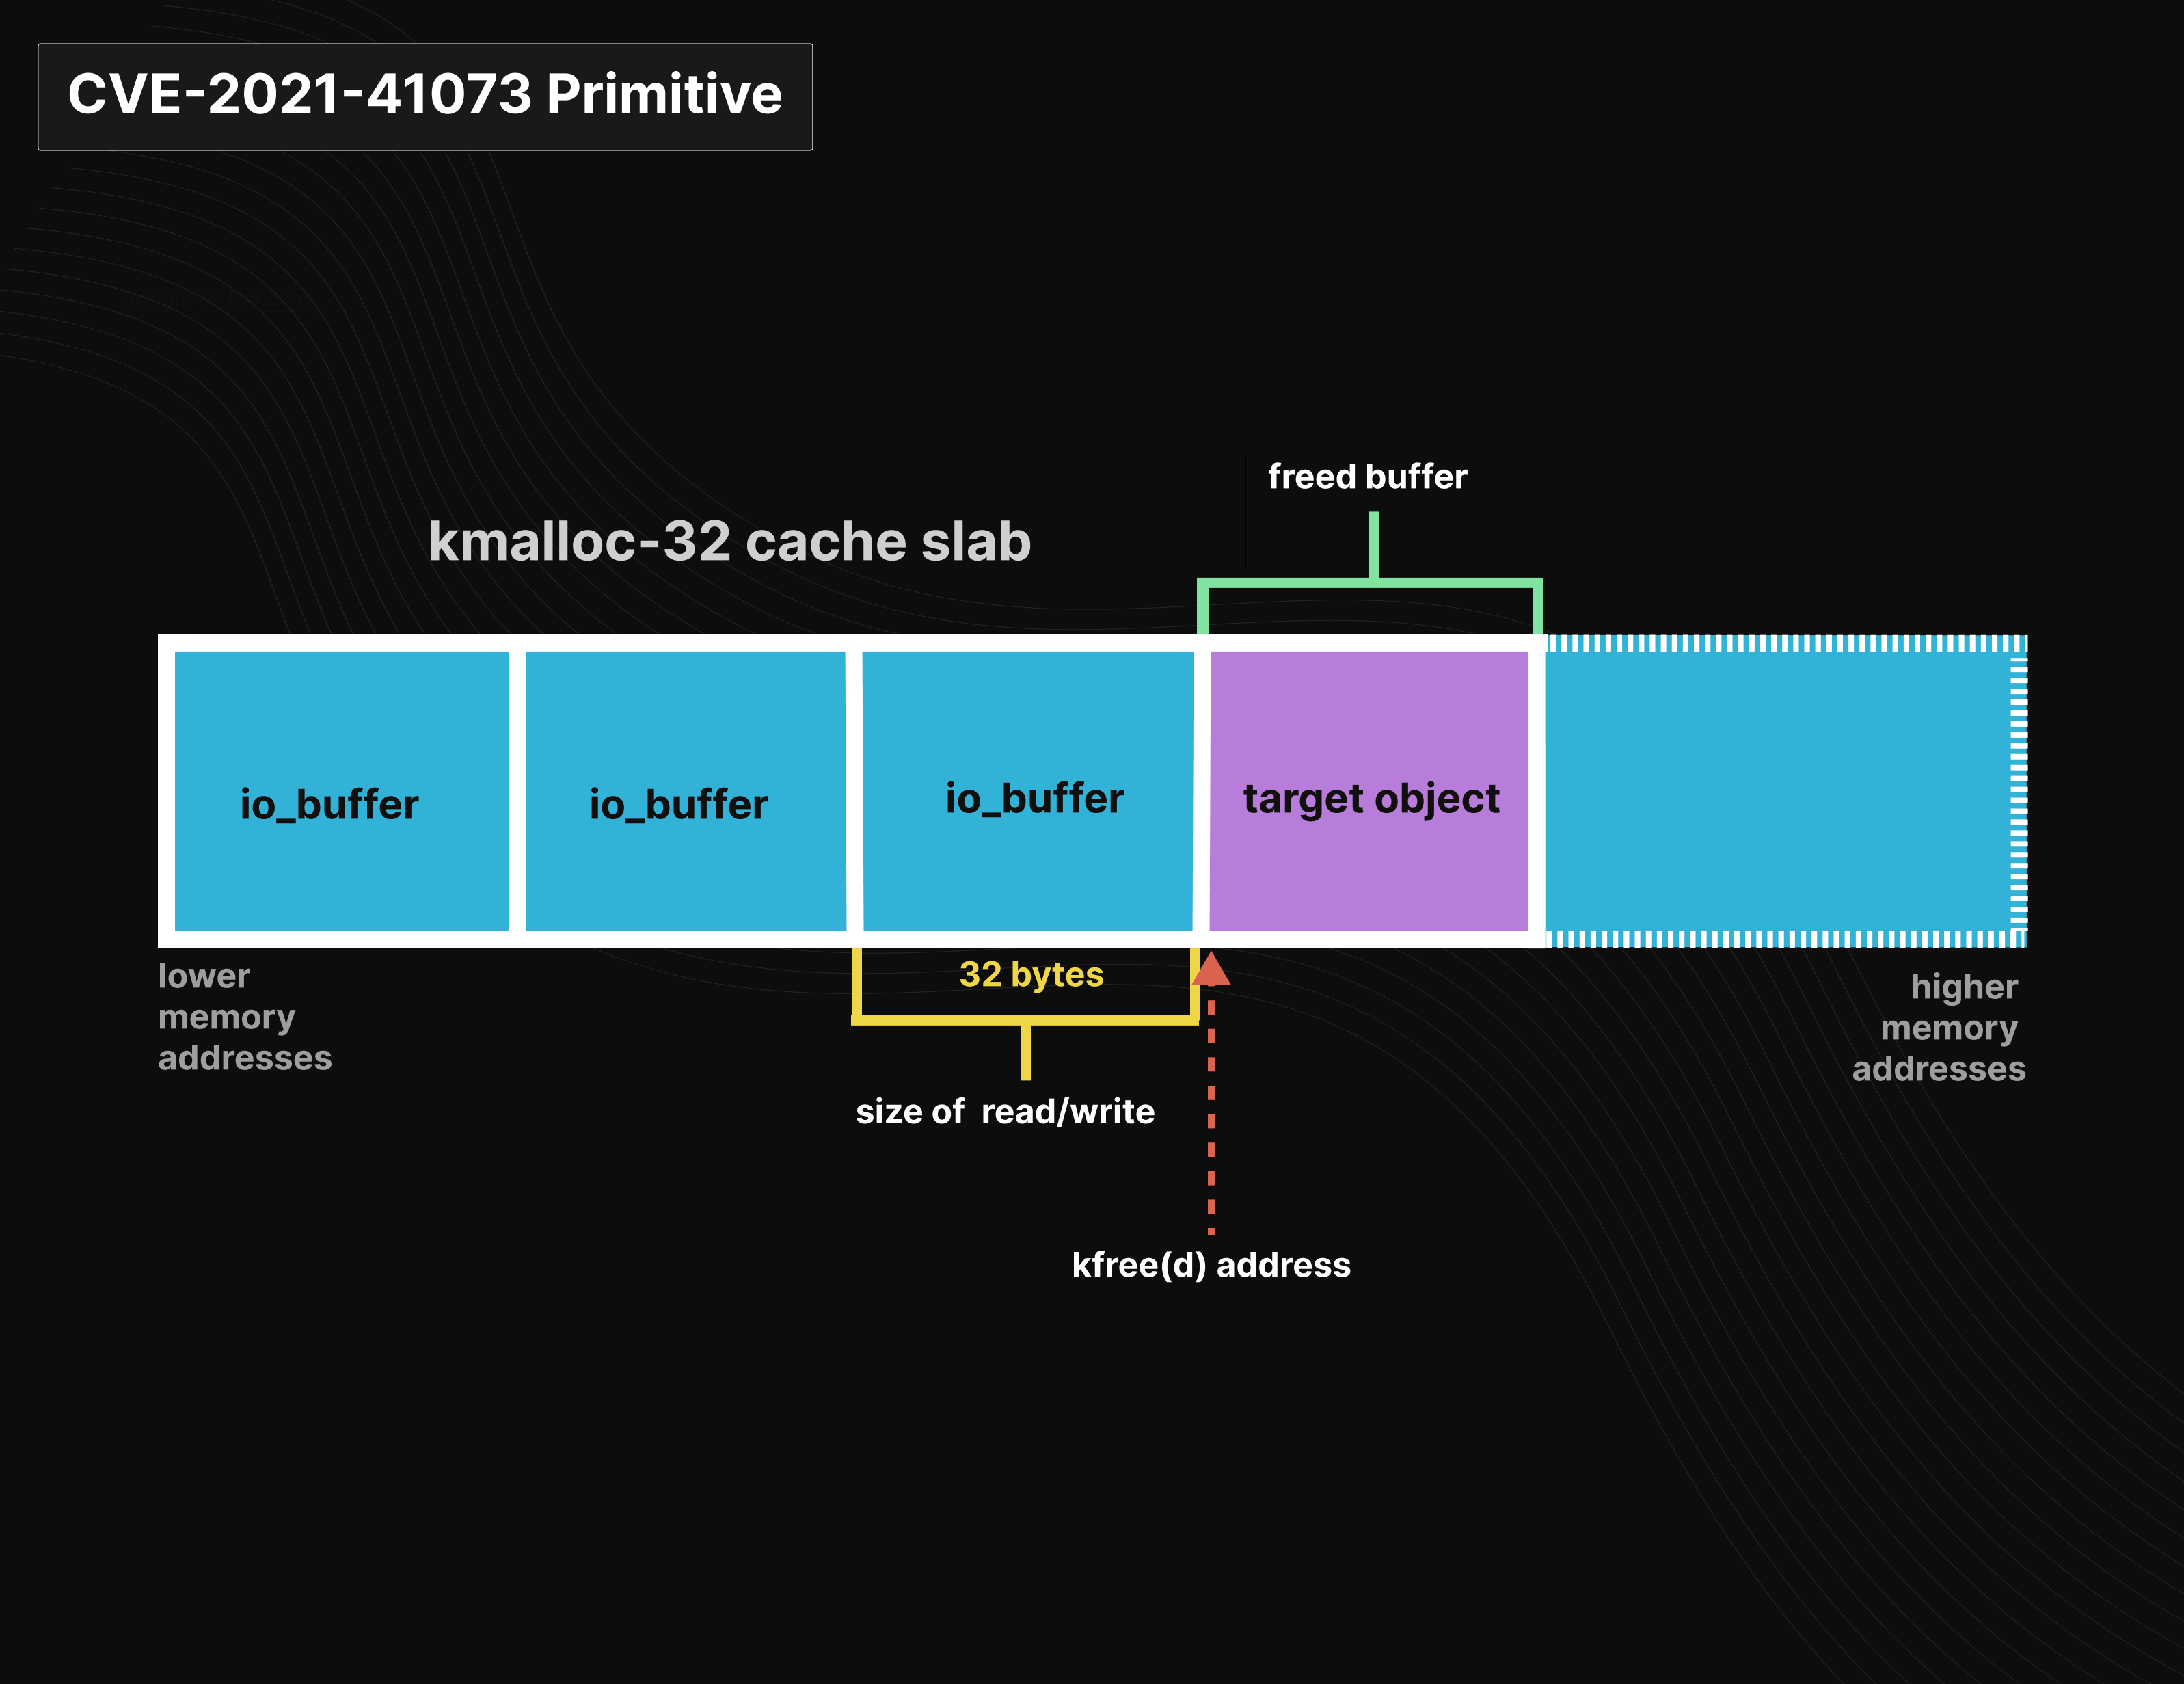 CVE-2021-41073 Primitive
freed buffer
kmalloc-32 cache slab
io_buffer
io_buffer
io_buffer
target object
lower
memory
addresses
32 bytes
higher
memory
addresses
size of read/write
kfree(d) address